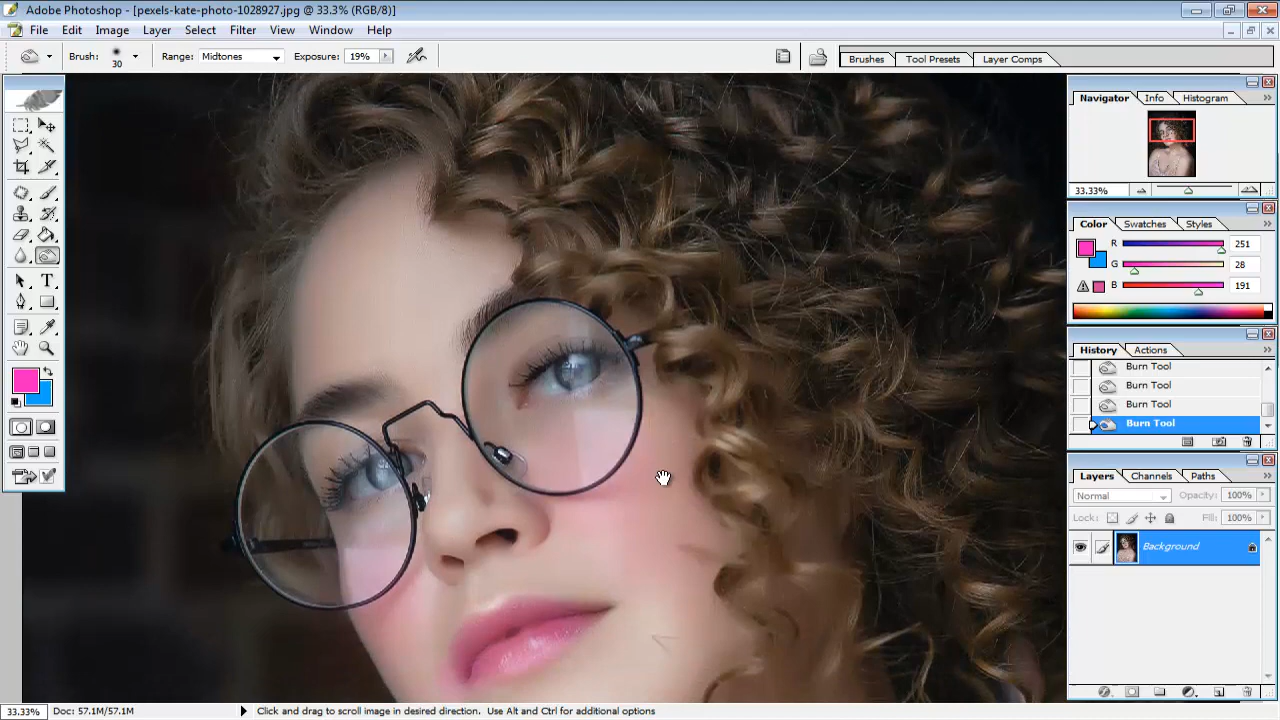 Adobe Photoshop - [pexels-kate-photo-1028927.jpg @ 33.3% (RGB/8)]
File Edit Image Layer Select Filter View Window Help
Brush: 30 Range: Midtones Exposure: 19% Brushes Tool Presets Layer Comps
Navigator Info Histogram
33.33%
Color Swatches Styles
R 251
G 28
B 191
History Actions
Burn Tool
Burn Tool
Burn Tool
Burn Tool
Layers Channels Paths
Normal Opacity: 100%
Lock: Fill: 100%
Background
33.33% Doc: 57.1M/57.1M Click and drag to scroll image in desired direction. Use Alt and Ctrl for additional options